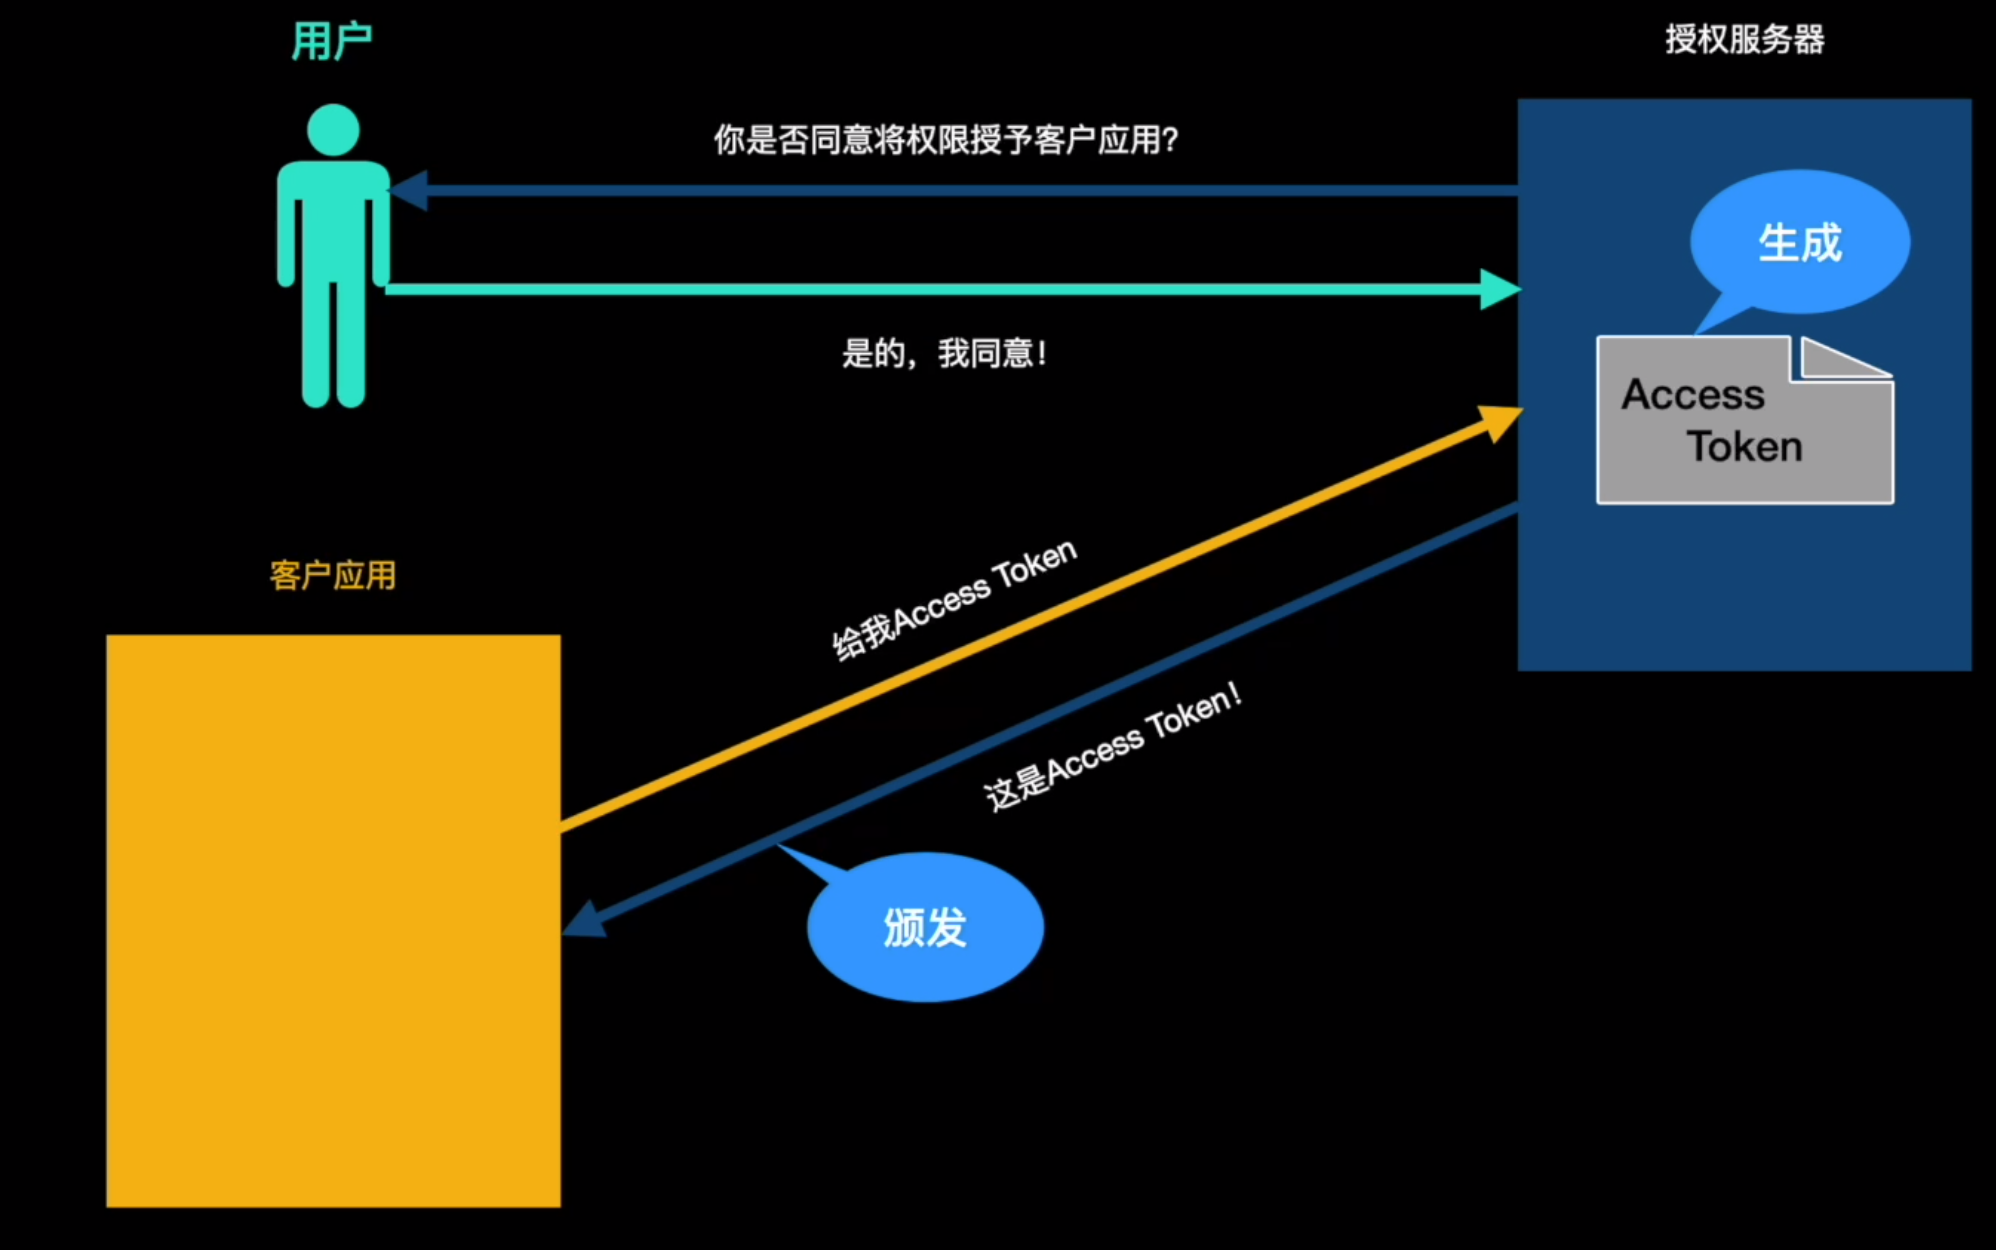 用户
授权服务器
你是否同意将权限授予客户应用？
生成
是的，我同意！
Access
Token
给我Access Token
客户应用
这是Access Token！
颁发